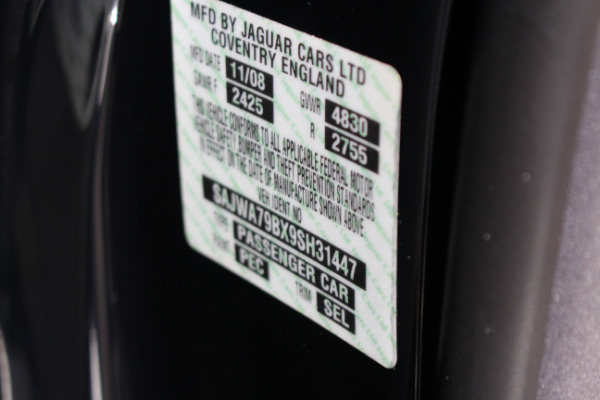 MFD BY JAGUAR CARS LTD
COVENTRY ENGLAND
MFD DATE 11/08 GVWR 4830
GAWR F 2425 R 2755
THIS VEHICLE CONFORMS TO ALL APPLICABLE FEDERAL MOTOR
VEHICLE SAFETY BUMPER AND THEFT PREVENTION STANDARDS
IN EFFECT ON THE DATE OF MANUFACTURE SHOWN ABOVE
VEH IDENT NO
SAJWA79BX9SH31447
TYPE PASSENGER CAR
PAINT PEC TRIM SEL